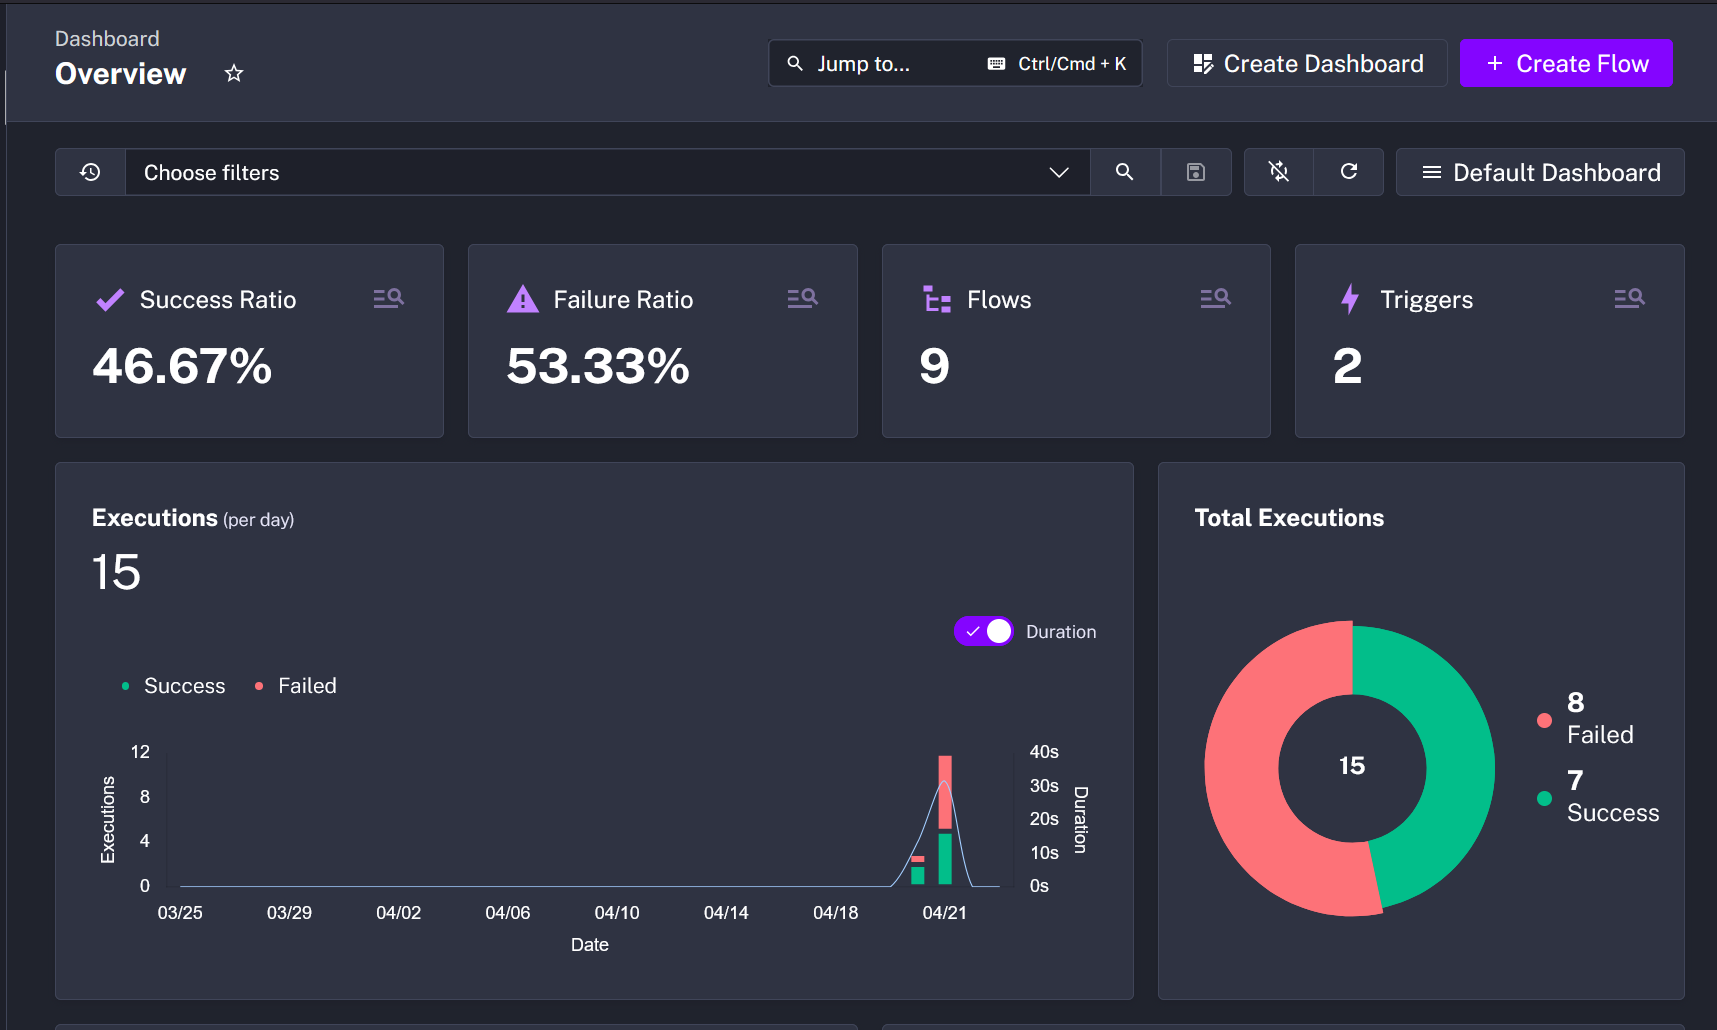 Dashboard
Overview
Jump to...
Ctrl/Cmd + K
Create Dashboard
+ Create Flow
Choose filters
Default Dashboard
Success Ratio
46.67%
Failure Ratio
53.33%
Flows
9
Triggers
2
Executions (per day)
15
Duration
Success
Failed
12
8
4
0
Executions
40s
30s
20s
10s
0s
Duration
03/25
03/29
04/02
04/06
04/10
04/14
04/18
04/21
Date
Total Executions
15
8
Failed
7
Success